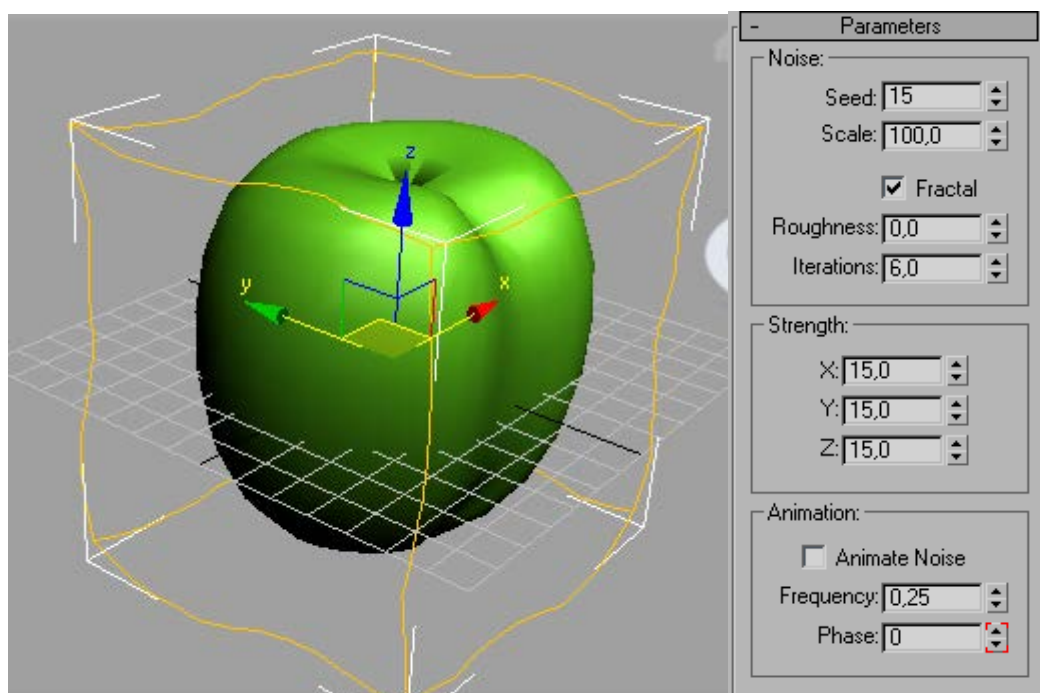 - Parameters
Noise:
Seed: 15
Scale: 100,0
Fractal
Roughness: 0,0
Iterations: 6,0
Strength:
X: 15,0
Y: 15,0
Z: 15,0
Animation:
Animate Noise
Frequency: 0,25
Phase: 0
z
y
x